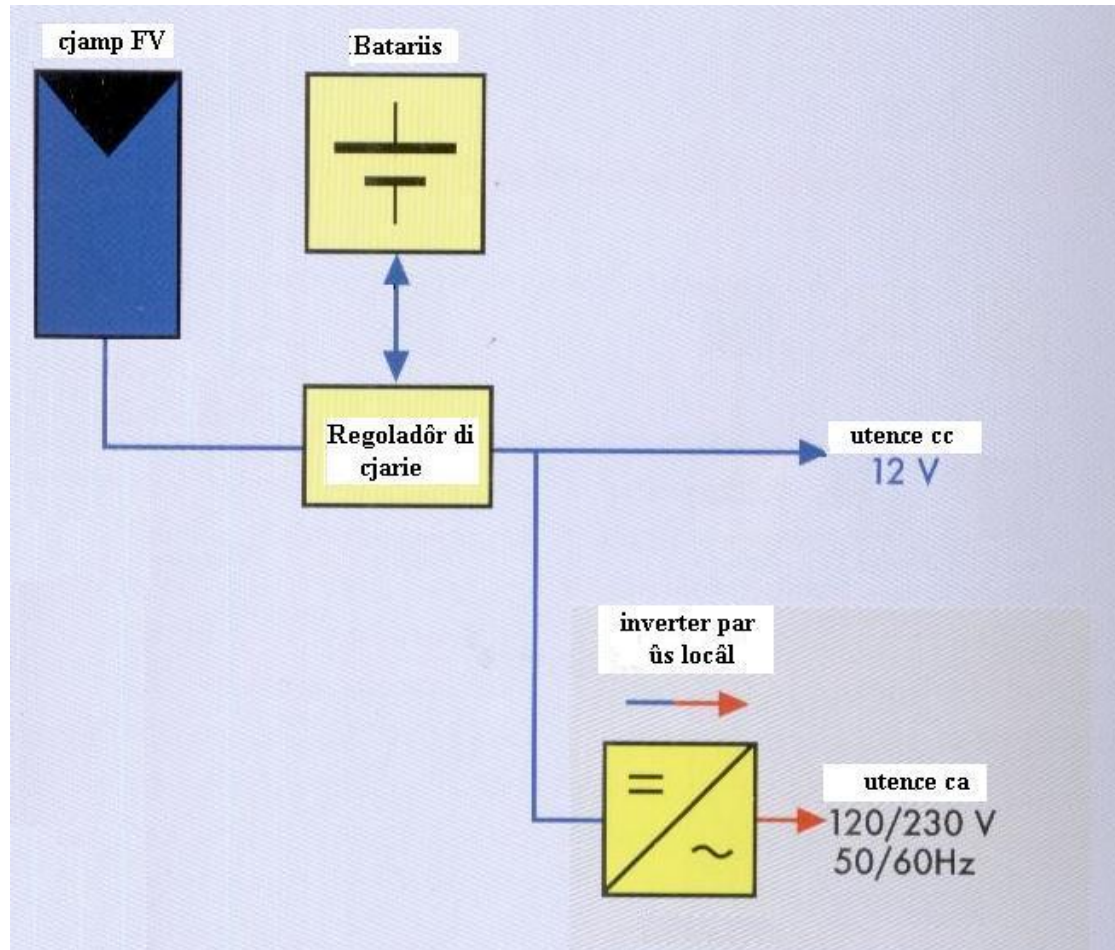 cjamp FV
Batariis
Regoladôr di
cjarie
utence cc
12 V
inverter par
ûs locâl
utence ca
120/230 V
50/60Hz